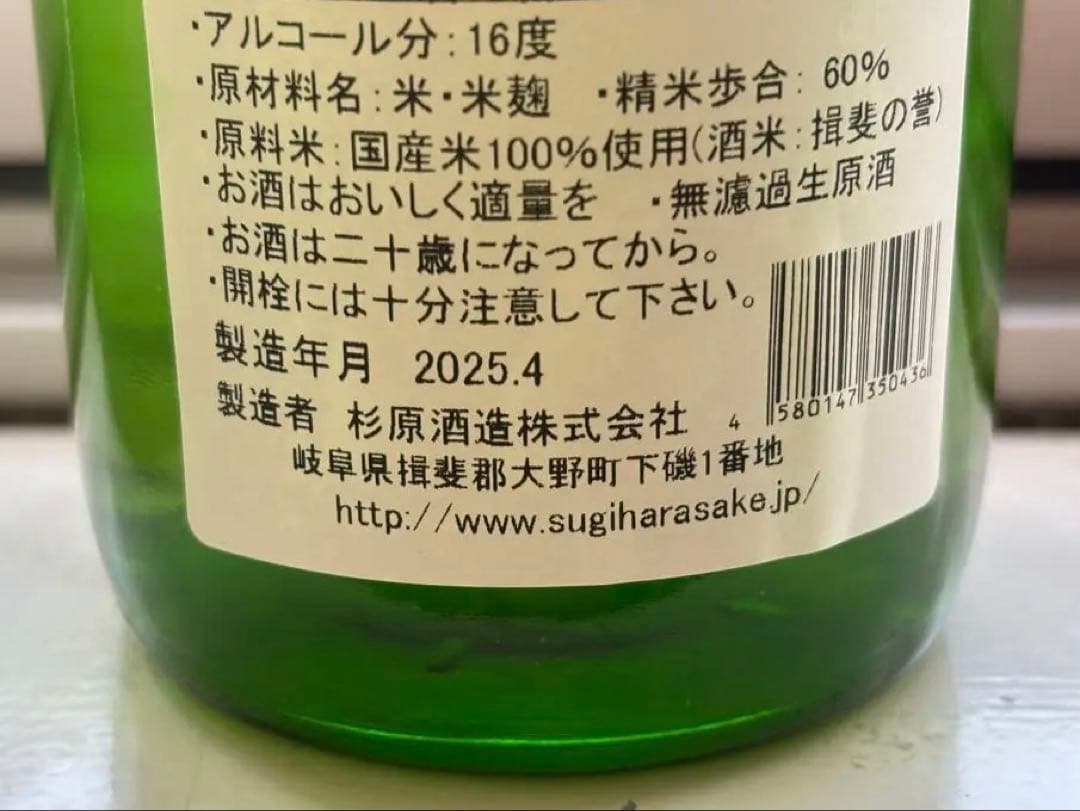 ・アルコール分:16度
・原材料名:米・米麹 ・精米歩合:60%
・原料米:国産米100%使用(酒米:揖斐の誉)
・お酒はおいしく適量を ・無濾過生原酒
・お酒は二十歳になってから。
・開栓には十分注意して下さい。
製造年月 2025.4
製造者 杉原酒造株式会社
4 580147 350436
岐阜県揖斐郡大野町下磯1番地
http://www.sugiharasake.jp/